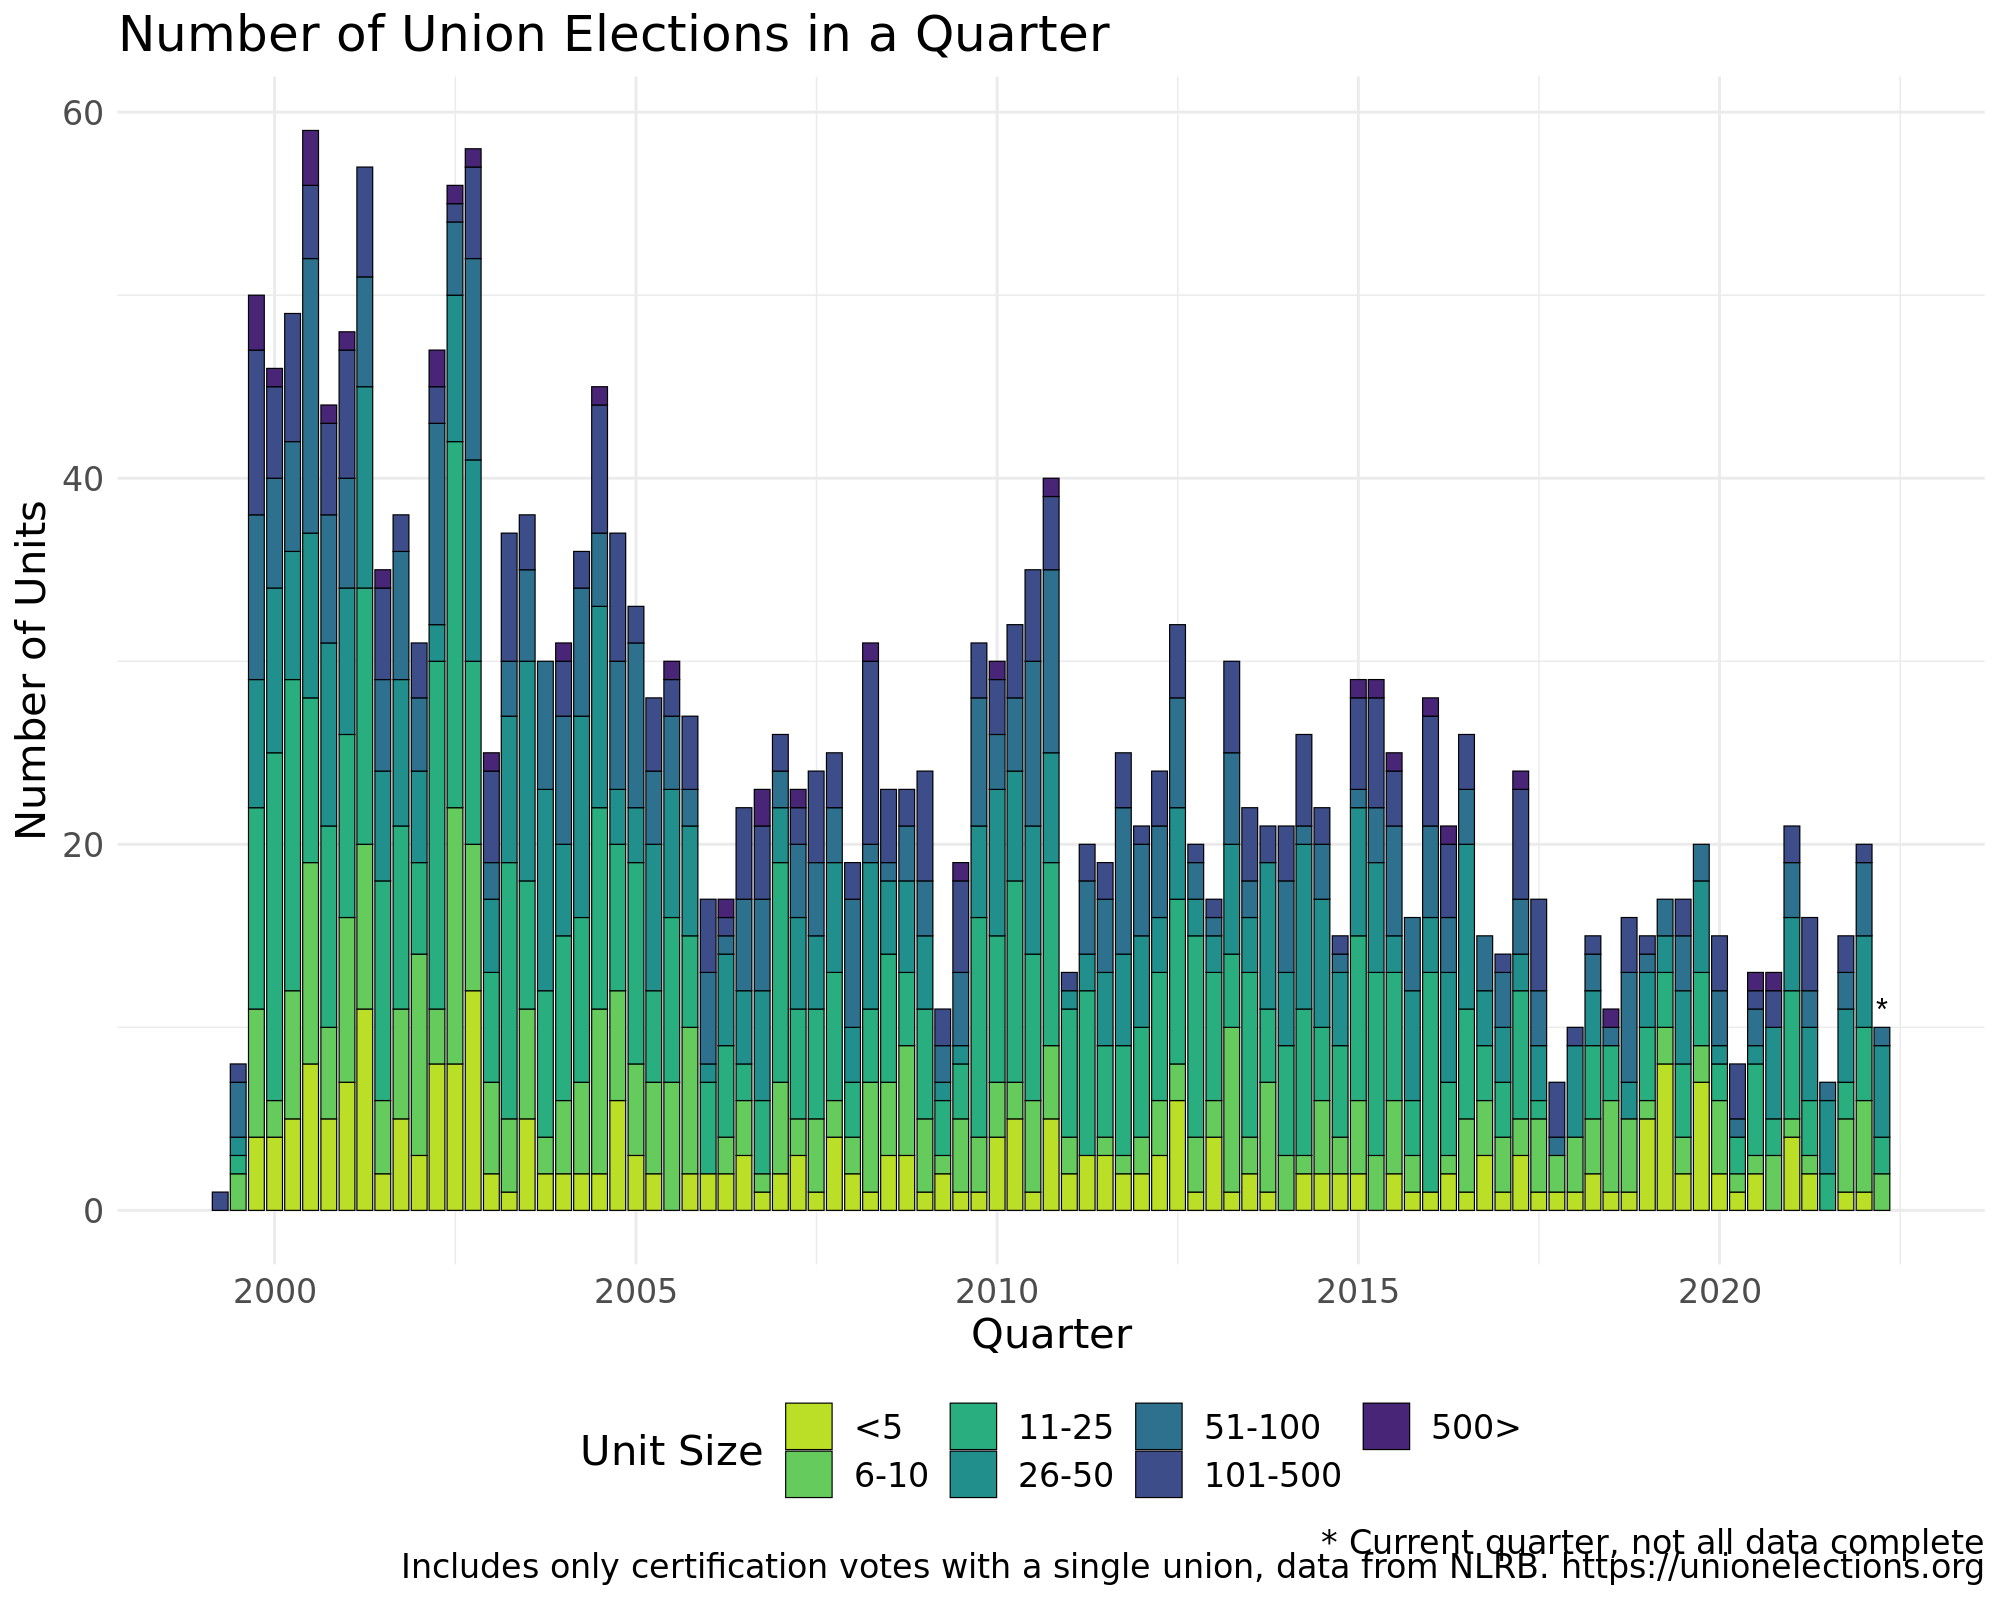 Number of Union Elections in a Quarter
Number of Units
60
40
20
0
*
2000 2005 2010 2015 2020
Quarter
Unit Size
<5 11-25 51-100 500>
6-10 26-50 101-500
* Current quarter, not all data complete
Includes only certification votes with a single union, data from NLRB. https://unionelections.org